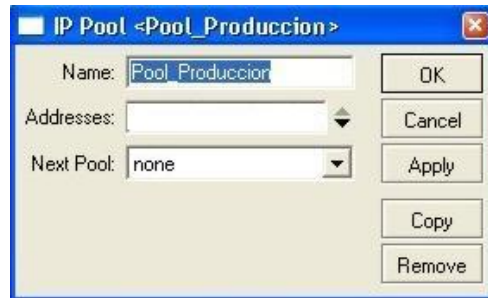 IP Pool <Pool_Produccion>
Name: Pool_Produccion
OK
Addresses:
Cancel
Next Pool: none
Apply
Copy
Remove